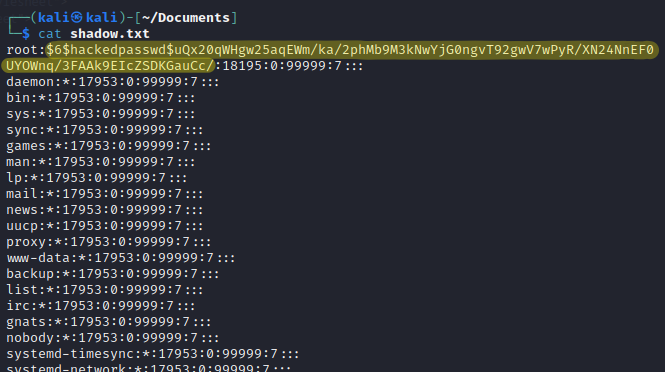 ┌──(kali㉿kali)-[~/Documents]
└─$ cat shadow.txt
root:$6$hackedpasswd$uQx20qWHgw25aqEWm/ka/2phMb9M3kNwYjG0ngvT92gwV7wPyR/XN24NnEF0
UYOWnq/3FAAk9EIcZSDKGauCc/:18195:0:99999:7:::
daemon:*:17953:0:99999:7:::
bin:*:17953:0:99999:7:::
sys:*:17953:0:99999:7:::
sync:*:17953:0:99999:7:::
games:*:17953:0:99999:7:::
man:*:17953:0:99999:7:::
lp:*:17953:0:99999:7:::
mail:*:17953:0:99999:7:::
news:*:17953:0:99999:7:::
uucp:*:17953:0:99999:7:::
proxy:*:17953:0:99999:7:::
www-data:*:17953:0:99999:7:::
backup:*:17953:0:99999:7:::
list:*:17953:0:99999:7:::
irc:*:17953:0:99999:7:::
gnats:*:17953:0:99999:7:::
nobody:*:17953:0:99999:7:::
systemd-timesync:*:17953:0:99999:7:::
systemd-network:*:17953:0:99999:7:::